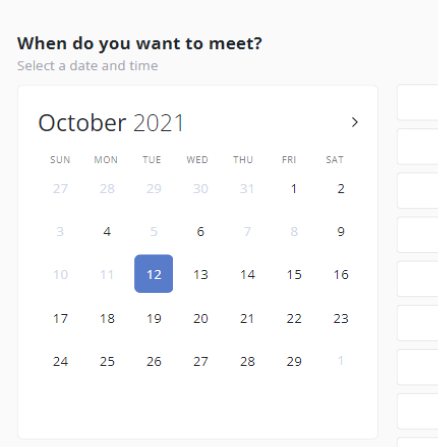 When do you want to meet?
Select a date and time
October 2021 >
SUN MON TUE WED THU FRI SAT
27 28 29 30 31 1 2
3 4 5 6 7 8 9
10 11 12 13 14 15 16
17 18 19 20 21 22 23
24 25 26 27 28 29 1